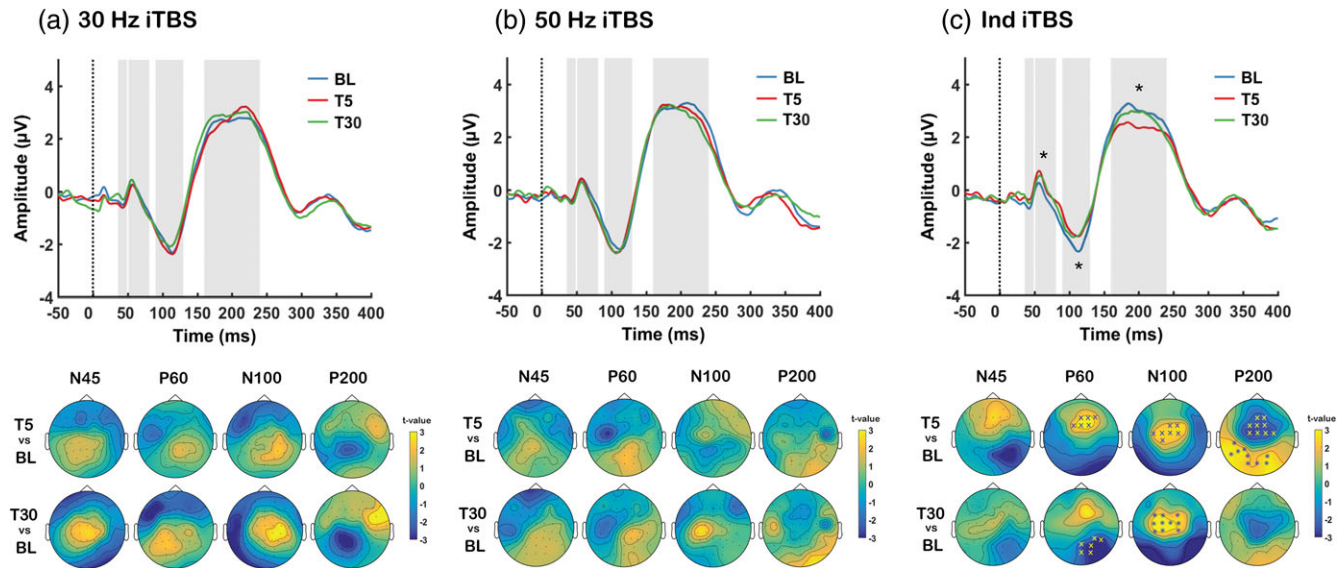 (a) 30 Hz iTBS
(b) 50 Hz iTBS
(c) Ind iTBS
Amplitude (µV)
4
2
0
-2
-4
BL
T5
T30
-50 0 50 100 150 200 250 300 350 400
Time (ms)
Amplitude (µV)
4
2
0
-2
-4
BL
T5
T30
-50 0 50 100 150 200 250 300 350 400
Time (ms)
Amplitude (µV)
4
2
0
-2
-4
BL
T5
T30
*
*
*
-50 0 50 100 150 200 250 300 350 400
Time (ms)
N45 P60 N100 P200
T5
vs
BL
T30
vs
BL
t-value
3
2
1
0
-1
-2
-3
N45 P60 N100 P200
T5
vs
BL
T30
vs
BL
t-value
3
2
1
0
-1
-2
-3
N45 P60 N100 P200
T5
vs
BL
T30
vs
BL
t-value
3
2
1
0
-1
-2
-3